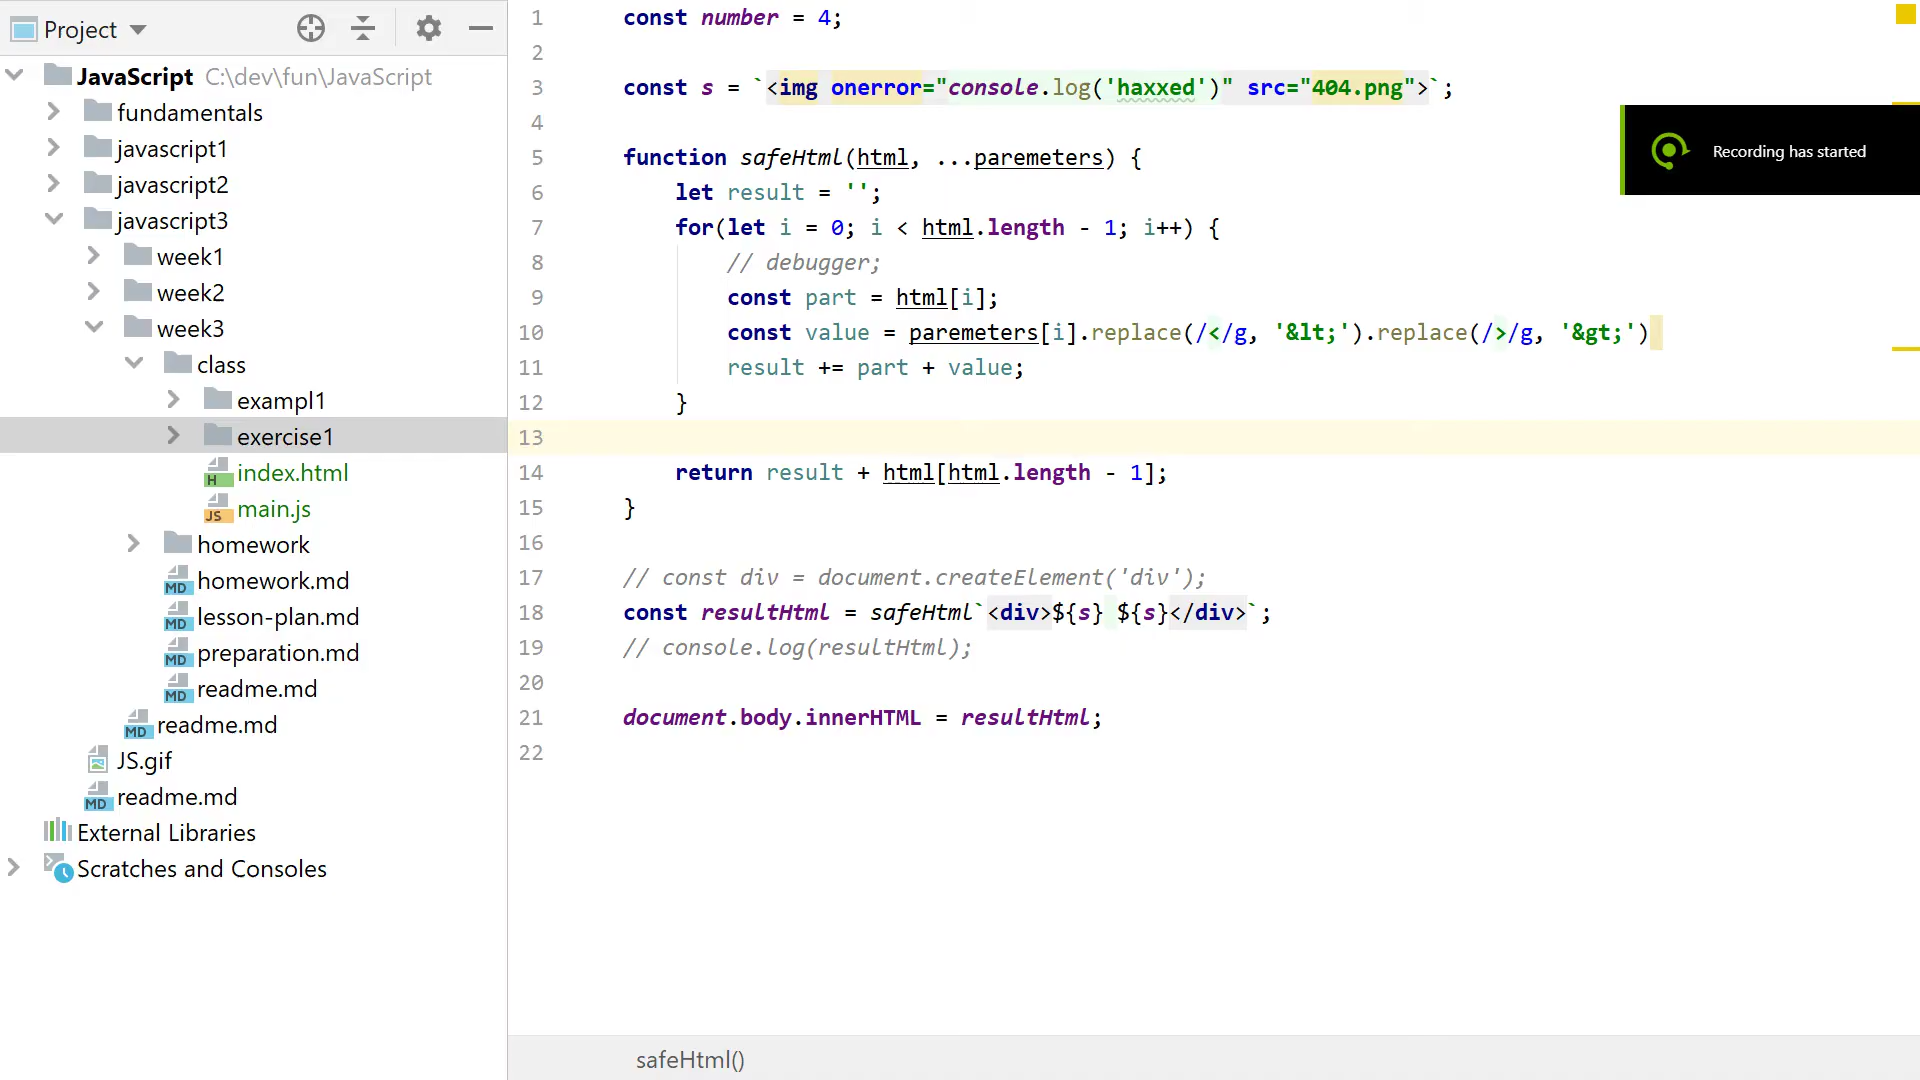 Project
JavaScript C:\dev\fun\JavaScript
fundamentals
javascript1
javascript2
javascript3
week1
week2
week3
class
exampl1
exercise1
index.html
main.js
homework
homework.md
lesson-plan.md
preparation.md
readme.md
readme.md
JS.gif
readme.md
External Libraries
Scratches and Consoles
1 const number = 4;
2
3 const s = `<img onerror="console.log('haxxed')" src="404.png">`;
4
5 function safeHtml(html, ...paremeters) {
6 let result = '';
7 for(let i = 0; i < html.length - 1; i++) {
8 // debugger;
9 const part = html[i];
10 const value = paremeters[i].replace(/</g, '&lt;').replace(/>/g, '&gt;')
11 result += part + value;
12 }
13
14 return result + html[html.length - 1];
15 }
16
17 // const div = document.createElement('div');
18 const resultHtml = safeHtml`<div>${s} ${s}</div>`;
19 // console.log(resultHtml);
20
21 document.body.innerHTML = resultHtml;
22
Recording has started
safeHtml()